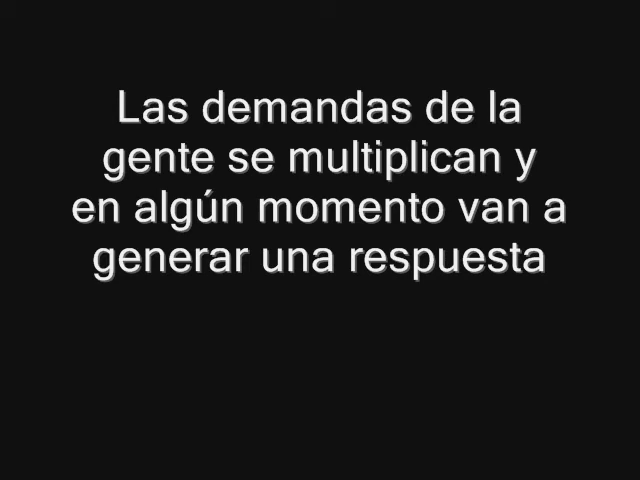 Las demandas de la
gente se multiplican y
en algún momento van a
generar una respuesta